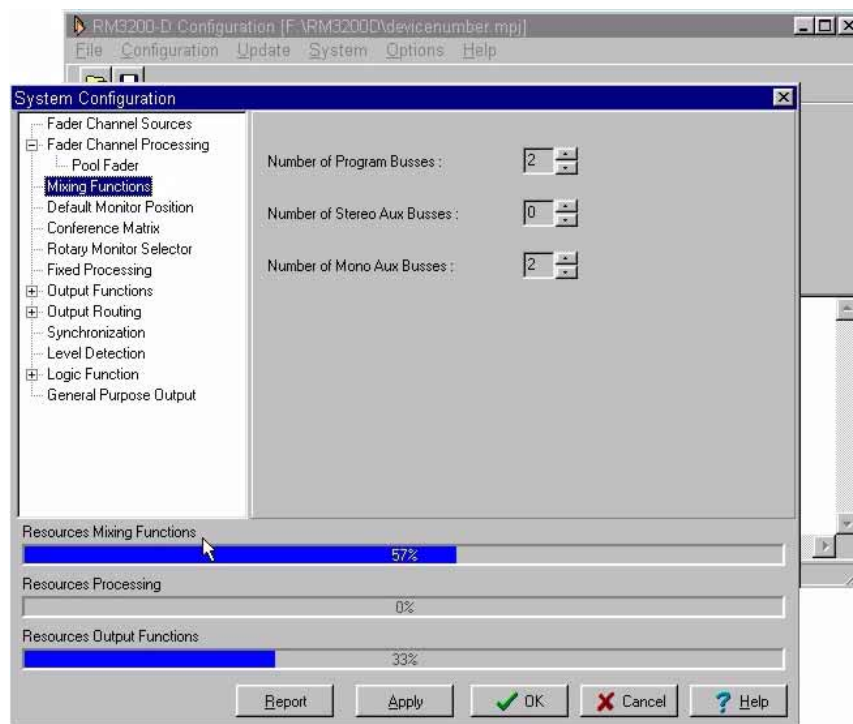 RM3200-D Configuration [F:\RM3200D\devicenumber.mpj]
File Configuration Update System Options Help
System Configuration
Fader Channel Sources
Fader Channel Processing
Pool Fader
Mixing Functions
Default Monitor Position
Conference Matrix
Rotary Monitor Selector
Fixed Processing
Output Functions
Output Routing
Synchronization
Level Detection
Logic Function
General Purpose Output
Number of Program Busses : 2
Number of Stereo Aux Busses : 0
Number of Mono Aux Busses : 2
Resources Mixing Functions
57%
Resources Processing
0%
Resources Output Functions
33%
Report Apply OK Cancel Help